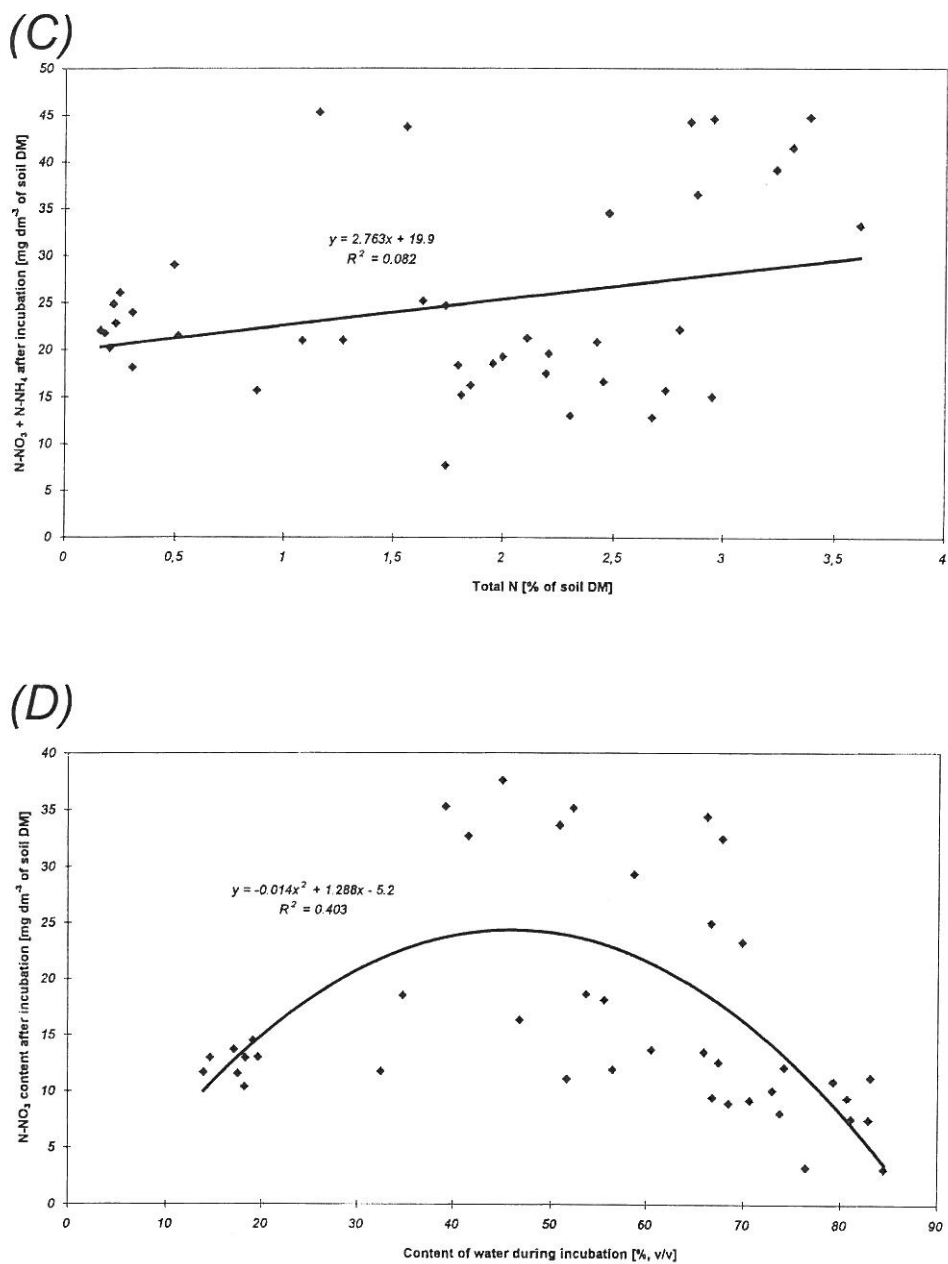 (C)
50
45
40
35
30
25
20
15
10
5
0
N-NO₃ + N-NH₄ after incubation [mg dm⁻³ of soil DM]
y = 2.763x + 19.9
R² = 0.082
0 0,5 1 1,5 2 2,5 3 3,5 4
Total N [% of soil DM]
(D)
40
35
30
25
20
15
10
5
0
N-NO₃ content after incubation [mg dm⁻³ of soil DM]
y = -0.014x² + 1.288x - 5.2
R² = 0.403
0 10 20 30 40 50 60 70 80 90
Content of water during incubation [%, v/v]